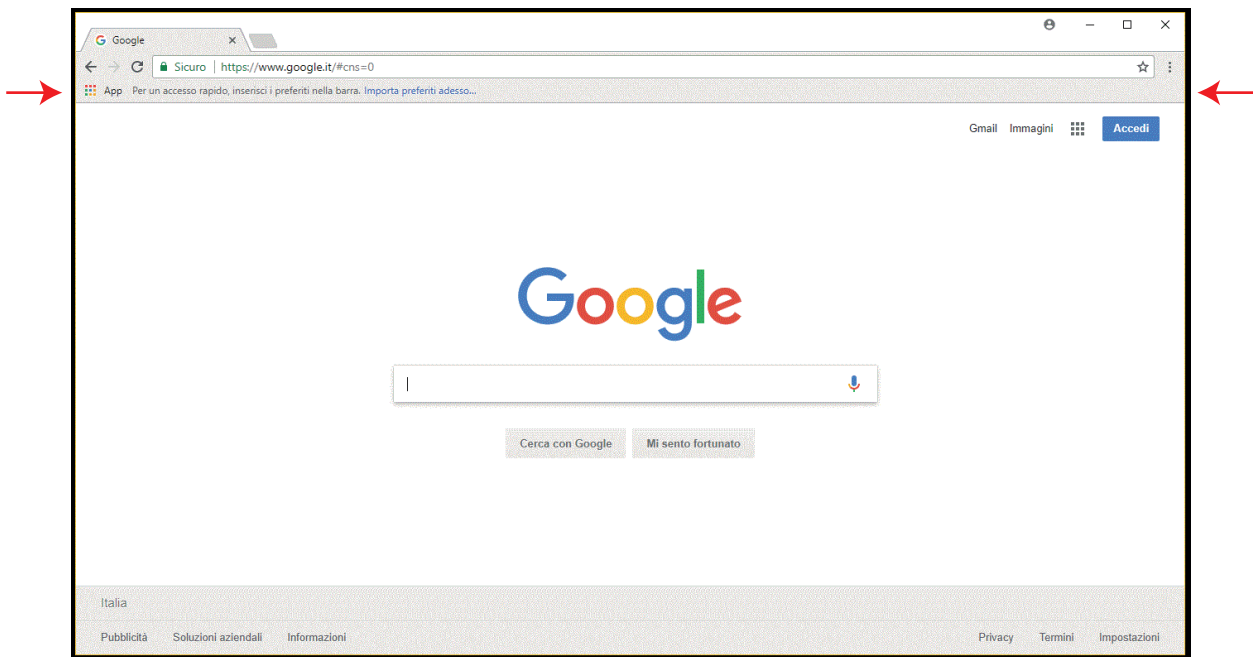 Google
Sicuro https://www.google.it/#cns=0
App Per un accesso rapido, inserisci i preferiti nella barra. Importa preferiti adesso...
Gmail Immagini Accedi
Google
Cerca con Google Mi sento fortunato
Italia
Pubblicità Soluzioni aziendali Informazioni Privacy Termini Impostazioni